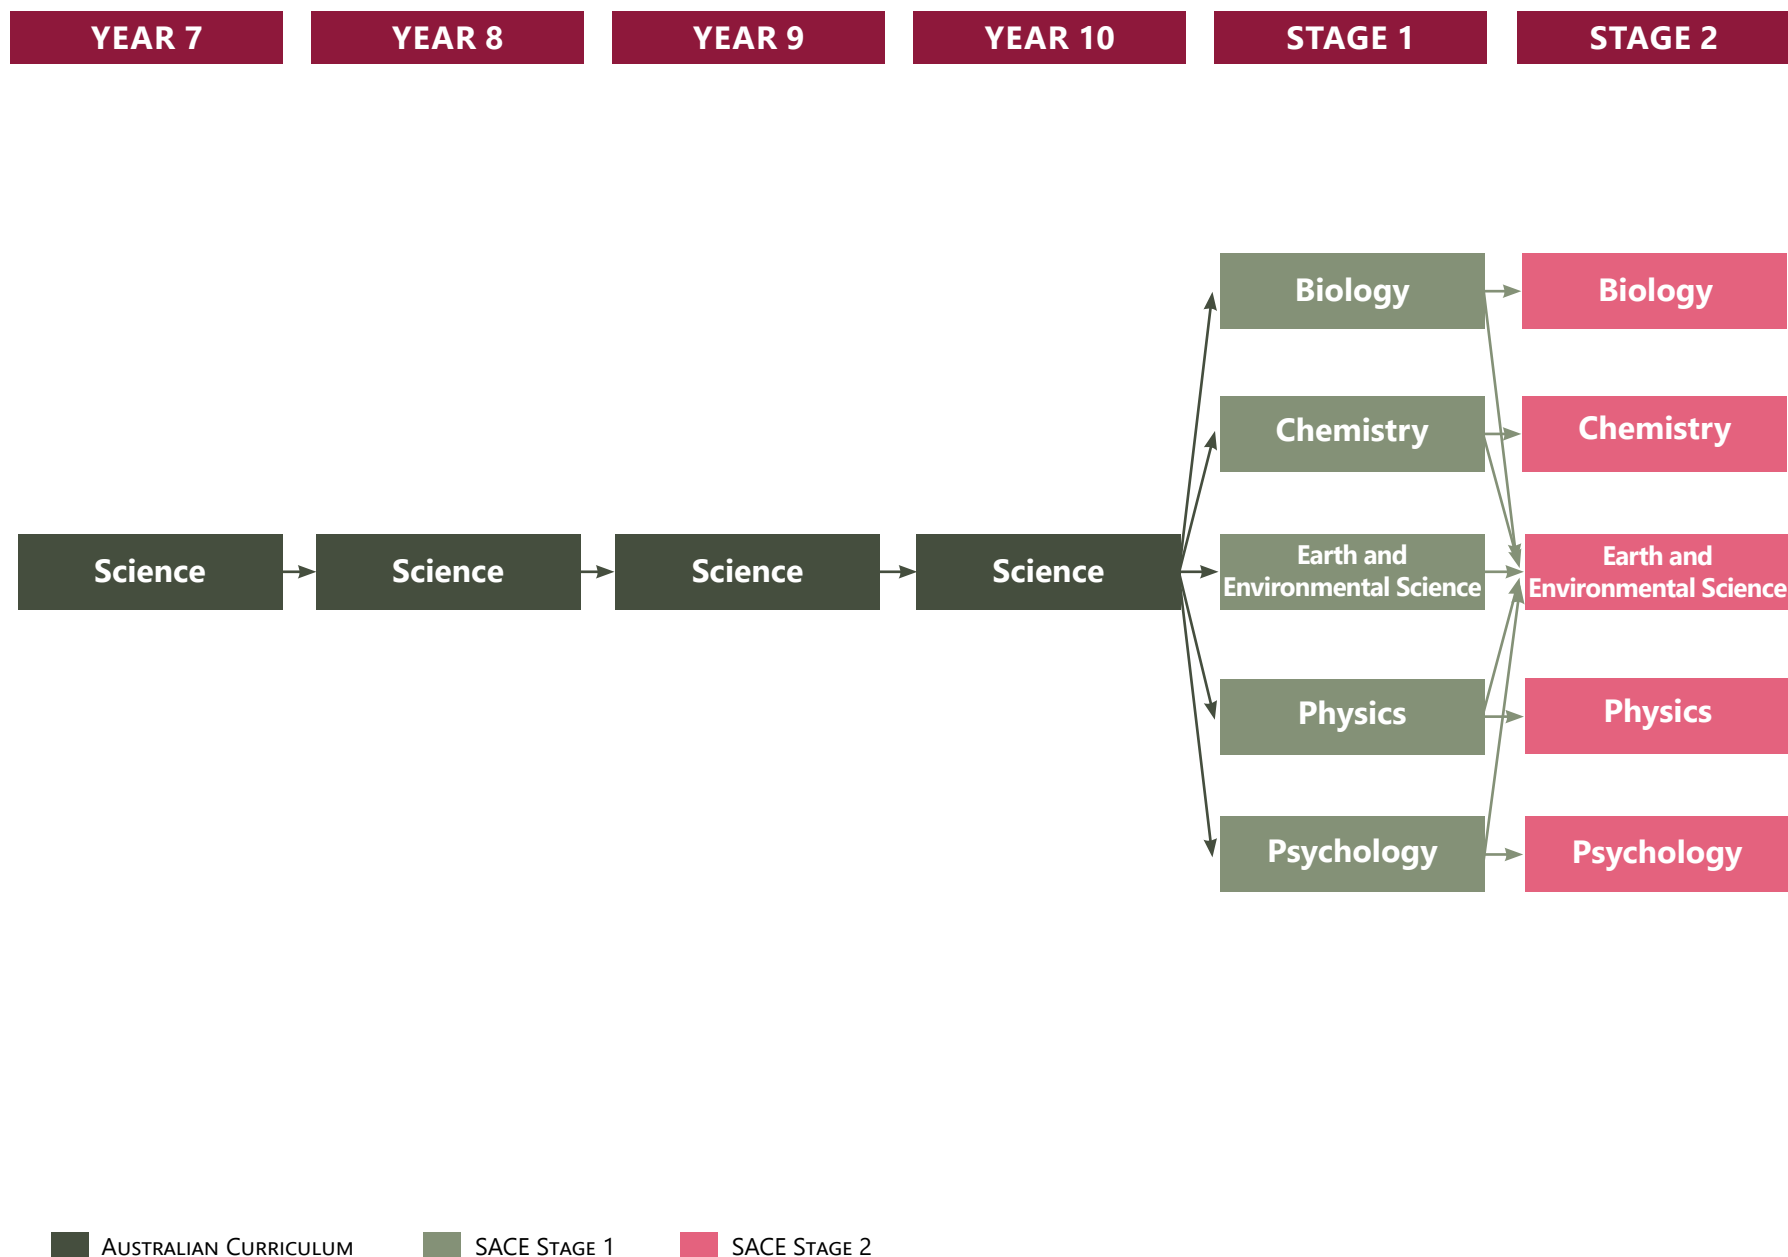 YEAR 7
YEAR 8
YEAR 9
YEAR 10
STAGE 1
STAGE 2
Biology
Biology
Chemistry
Chemistry
Science
Science
Science
Science
Earth and
Environmental Science
Earth and
Environmental Science
Physics
Physics
Psychology
Psychology
AUSTRALIAN CURRICULUM
SACE STAGE 1
SACE STAGE 2